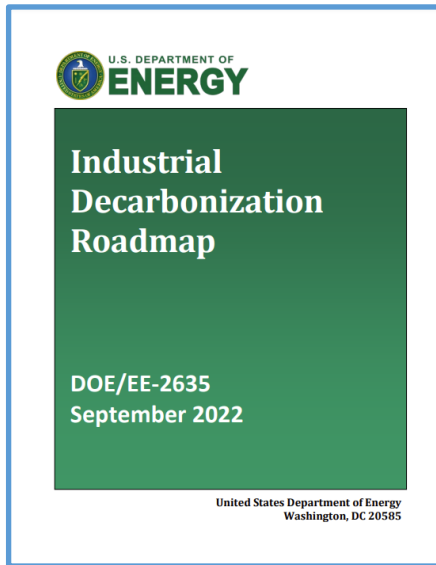 U.S. DEPARTMENT OF
ENERGY
Industrial
Decarbonization
Roadmap
DOE/EE-2635
September 2022
United States Department of Energy
Washington, DC 20585